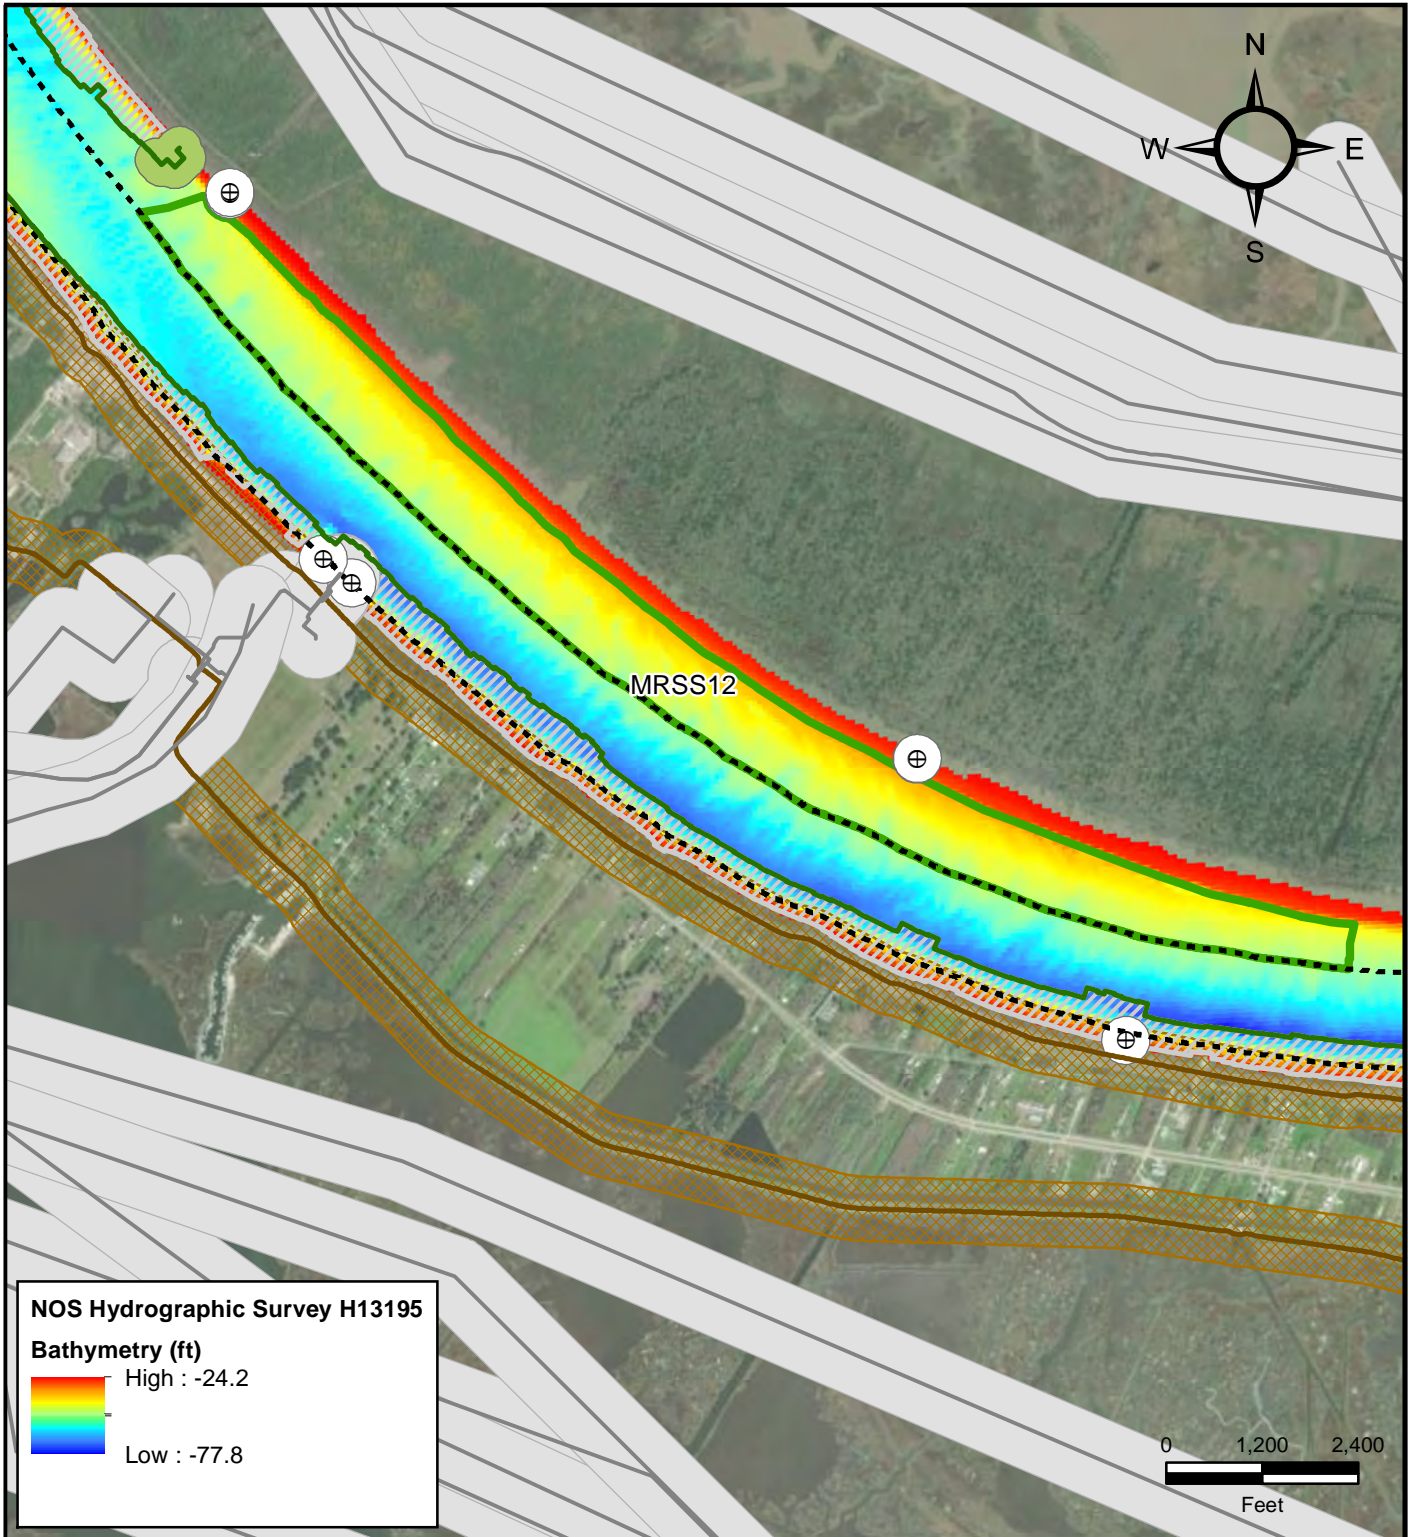 N
W E
S
MRSS12
NOS Hydrographic Survey H13195
Bathymetry (ft)
High : -24.2
Low : -77.8
0 1,200 2,400
Feet